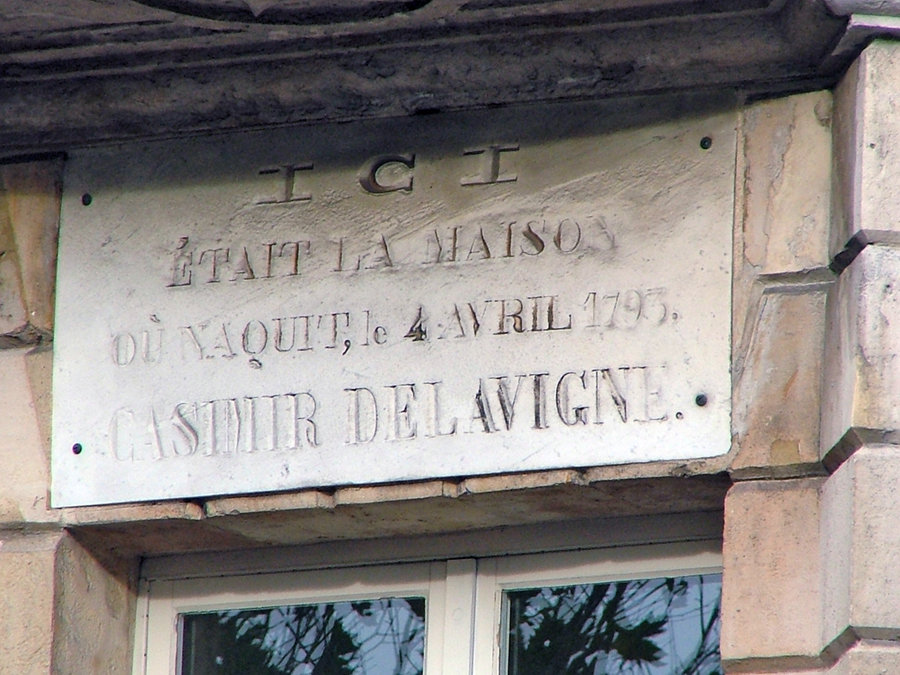 ICI
ÉTAIT LA MAISON
OÙ NAQUIT, le 4 AVRIL 1793.
CASIMIR DELAVIGNE.